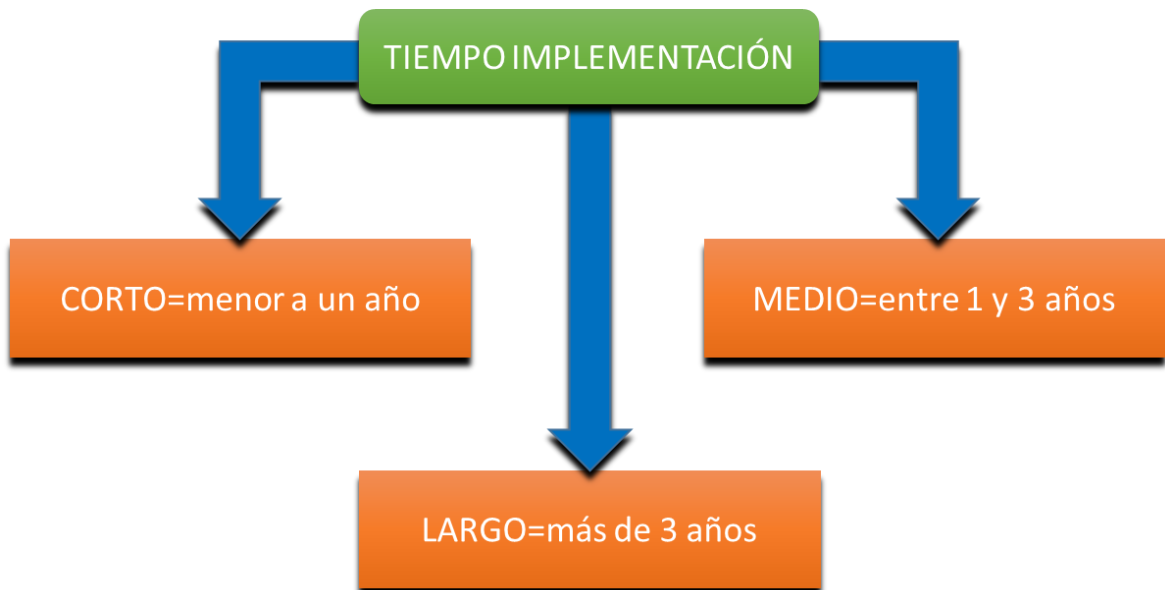 TIEMPO IMPLEMENTACIÓN
CORTO=menor a un año
MEDIO=entre 1 y 3 años
LARGO=más de 3 años